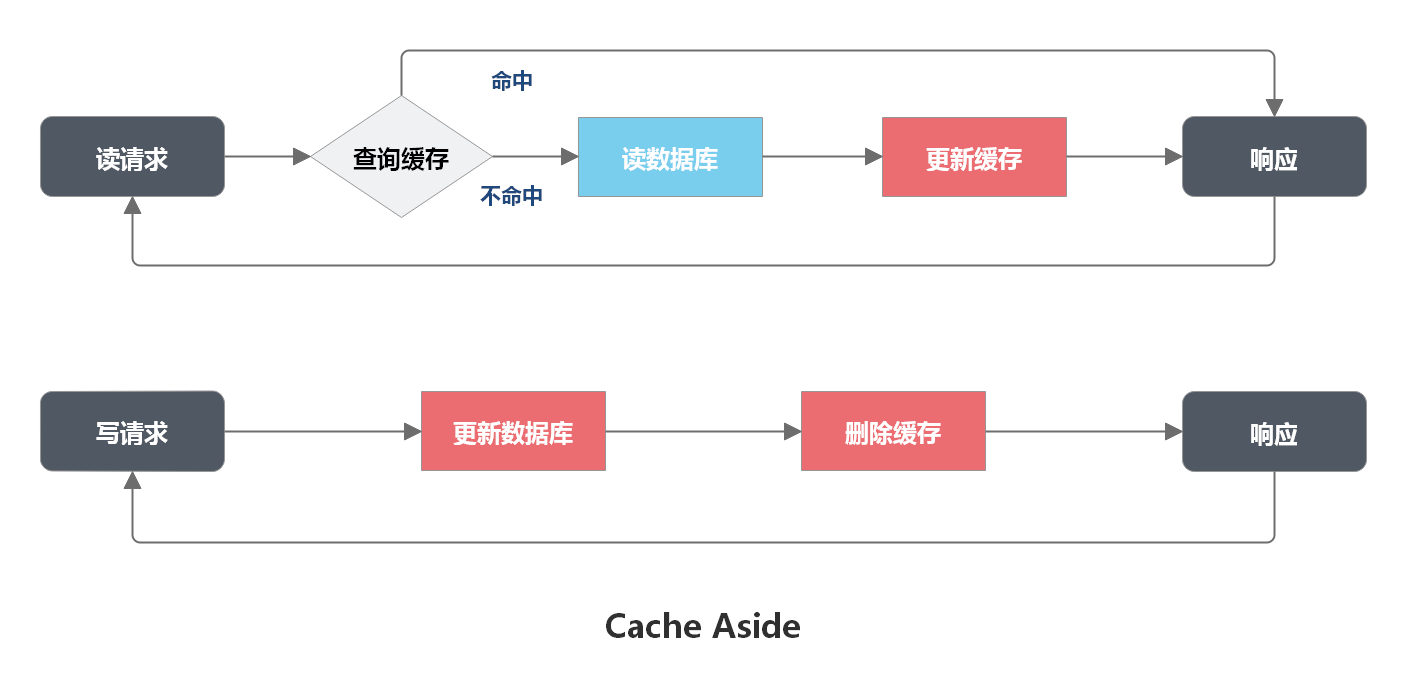 命中
读请求
查询缓存
读数据库
更新缓存
响应
不命中
写请求
更新数据库
删除缓存
响应
Cache Aside